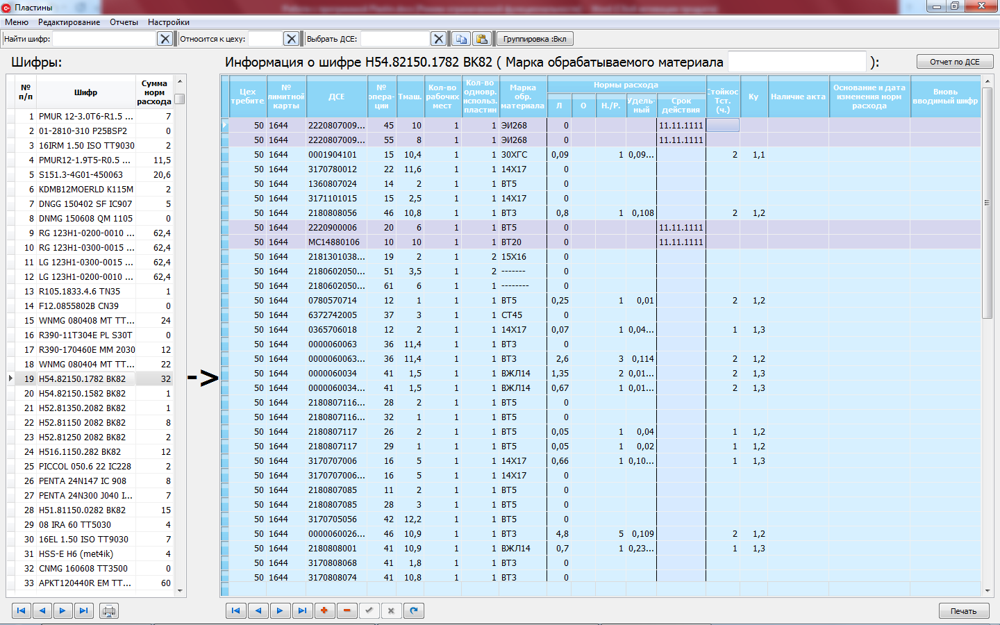 Пластины
Меню Редактирование Отчеты Настройки
Найти шифр: Относится к цеху: Выбрать ДСЕ: Группировка :Вкл
Шифры:
№ п/п Шифр Сумма норм расхода
1 PMUR 12-3.0T6-R1.5 ... 7
2 01-2810-310 P25BSP2 0
3 16IRM 1.50 ISO TT9030 2
4 PMUR12-1.9T5-R0.5 ... 11,5
5 S151.3-4G01-450063 20,6
6 KDMB12MOERLD K115M 2
7 DNGG 150402 SF IC907 5
8 DNMG 150608 QM 1105 0
9 RG 123H1-0200-0010 ... 62,4
10 RG 123H1-0300-0015 ... 62,4
11 LG 123H1-0300-0015 ... 62,4
12 LG 123H1-0200-0010 ... 62,4
13 R105.1833.4.6 TN35 1
14 F12.0855802B CN39 0
15 WNMG 080408 MT TT... 24
16 R390-11T304E PL S30T 0
17 R390-170460E MM 2030 12
18 WNMG 080404 MT TT... 22
19 H54.82150.1782 BK82 32
20 H54.82150.1582 BK82 1
21 H52.81350.2082 BK82 1
22 H52.81150 2082 BK82 8
23 H52.81250 2082 BK82 2
24 H516.1150.282 BK82 12
25 PICCOL 050.6 22 IC228 2
26 PENTA 24N147 IC 908 8
27 PENTA 24N300 J040 I... 7
28 H51.81150.0282 BK82 15
29 08 IRA 60 TT5030 4
30 16EL 1.50 ISO TT9030 7
31 HSS-E H6 (met4ik) 4
32 CNMG 160608 TT3500 0
33 APKT120440R EM TT... 60
->
Информация о шифре H54.82150.1782 BK82 ( Марка обрабатываемого материала ): Отчет по ДСЕ
Цех требите № лимитной карты ДСЕ № опера- ции Тмаш. Кол-во рабочих мест Кол-во одновр. использ. пластин Марка обр. материала Нормы расхода Л О Н./Р. Удель- ный Срок действия Стойкос Тст. (ч.) Ку Наличие акта Основание и дата изменения норм расхода Вновь вводимый шифр
50 1644 2220807009... 45 10 1 1 ЭИ268 0 11.11.1111
50 1644 2220807009... 55 8 1 1 ЭИ268 0 11.11.1111
50 1644 0001904101 15 10,4 1 1 30ХГС 0,09 1 0,09... 2 1,1
50 1644 3170780012 22 11,6 1 1 14Х17 0
50 1644 1360807024 14 2 1 1 ВТ5 0
50 1644 3171101015 15 2,5 1 1 14Х17 0
50 1644 2180808056 46 10,8 1 1 ВТ3 0,8 1 0,108 2 1,2
50 1644 2220900006 20 6 1 1 ВТ5 0 11.11.1111
50 1644 МС14880106 10 10 1 1 ВТ20 0 11.11.1111
50 1644 2181301038... 19 2 1 2 15Х16 0
50 1644 2180602050... 51 3,5 1 2 ------- 0
50 1644 2180602050... 61 6 1 1 -------- 0
50 1644 0780570714 12 1 1 1 ВТ5 0,25 1 0,01 2 1,2
50 1644 6372742005 37 3 1 1 СТ45 0
50 1644 0365706018 12 2 1 1 14Х17 0,07 1 0,04... 1 1,3
50 1644 0000060063 36 11,4 1 1 ВТ3 0
50 1644 0000060063... 36 11,4 1 1 ВТ3 2,6 3 0,114 2 1,2
50 1644 0000060034 41 1,5 1 1 ВЖЛ14 1,35 2 0,01... 2 1,3
50 1644 0000060034... 41 1,5 1 1 ВЖЛ14 0,67 1 0,01... 2 1,3
50 1644 2180807116... 28 2 1 1 ВТ5 0
50 1644 2180807116... 32 1 1 1 ВТ5 0
50 1644 2180807117 26 2 1 1 ВТ5 0,05 1 0,04 1 1,2
50 1644 2180807117 29 1 1 1 ВТ5 0,05 1 0,02 1 1,2
50 1644 3170707006 16 5 1 1 14Х17 0,66 1 0,10... 1 1,3
50 1644 3170707006... 16 5 1 1 14Х17 0
50 1644 2180807085 11 2 1 1 ВТ5 0
50 1644 2180807085 28 3 1 1 ВТ5 0
50 1644 3170705056 42 12,2 1 1 ВТ5 0
50 1644 0000060026... 46 10,9 1 1 ВТ3 4,8 5 0,109 2 1,2
50 1644 2180808001 41 10,9 1 1 ВЖЛ14 0,7 1 0,23... 1 1,3
50 1644 3170808068 41 1,8 1 1 ВТ3 0
50 1644 3170808074 41 10,8 1 1 ВТ3 0
Печать